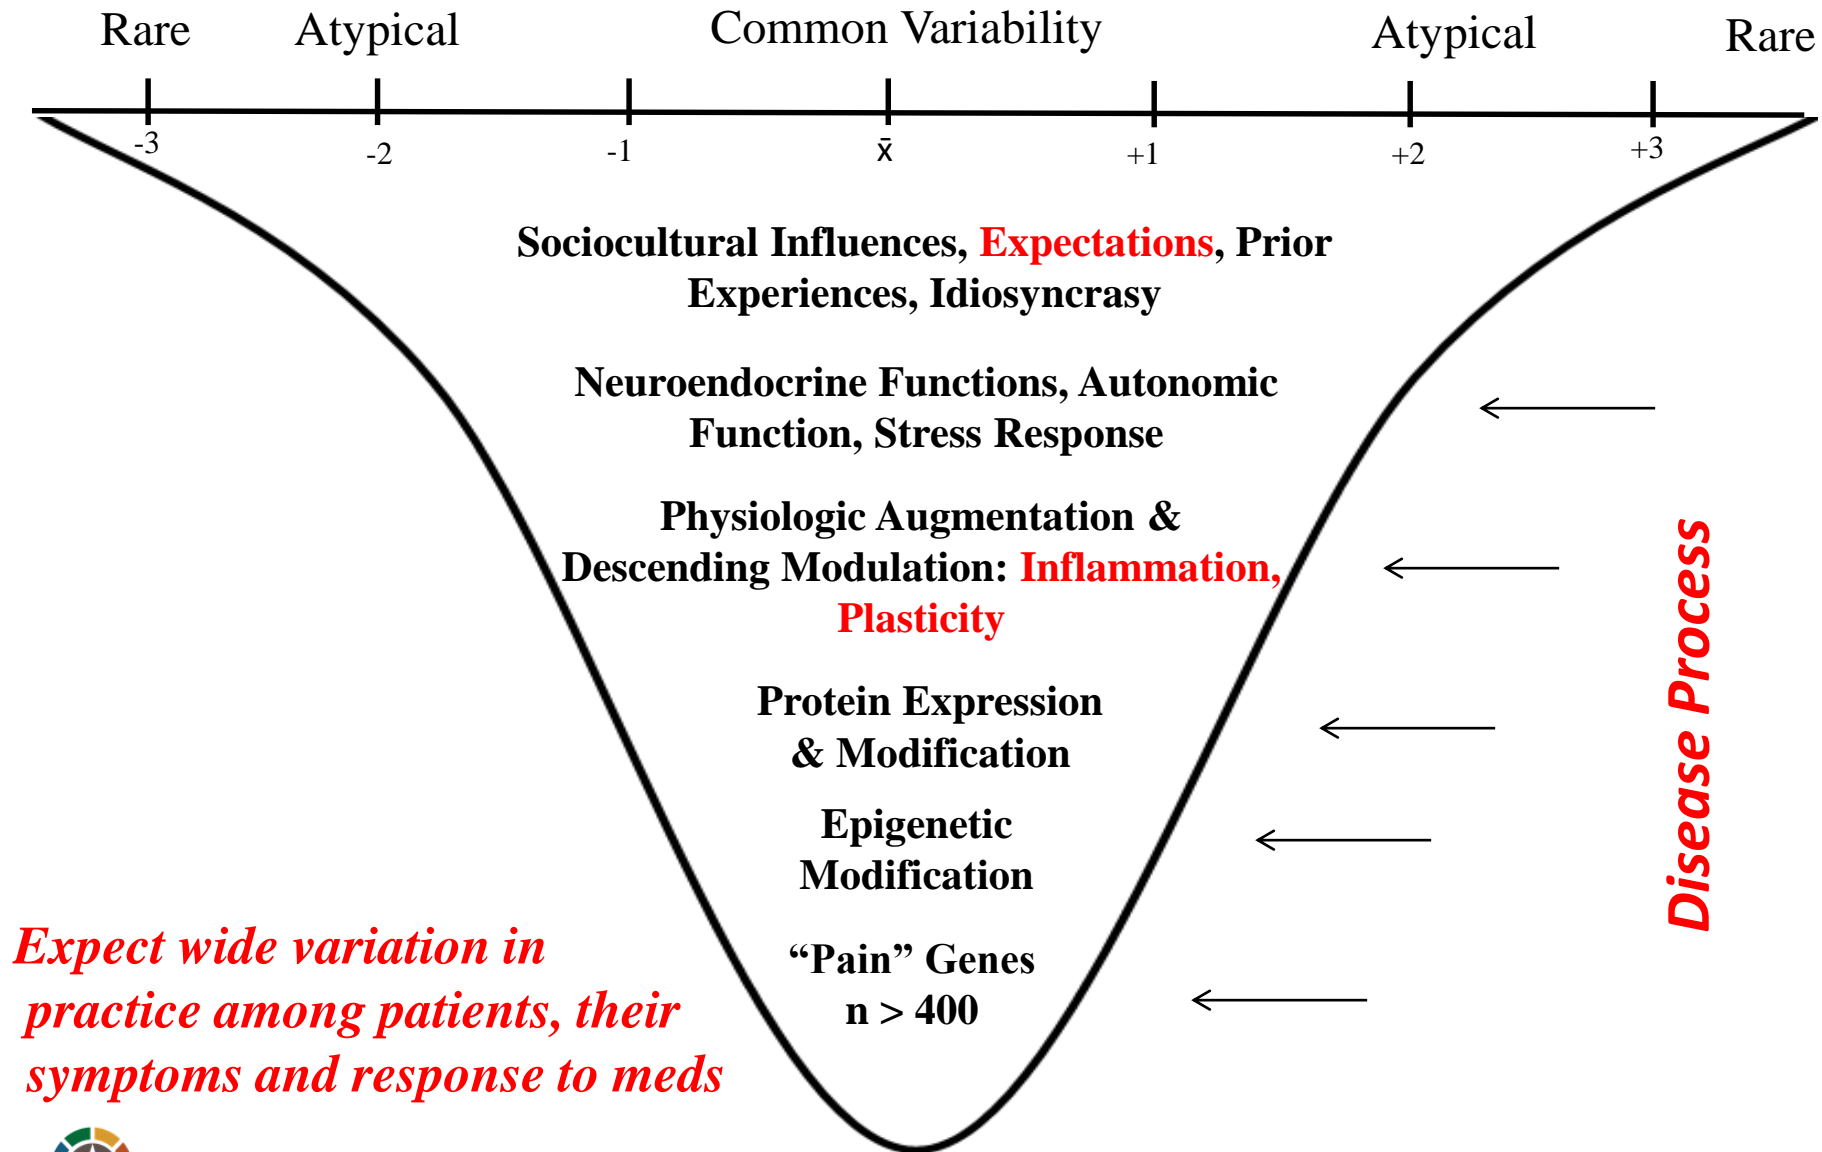 Rare Atypical Common Variability Atypical Rare
-3 -2 -1 x̄ +1 +2 +3
Sociocultural Influences, Expectations, Prior
Experiences, Idiosyncrasy
Neuroendocrine Functions, Autonomic
Function, Stress Response
Physiologic Augmentation &
Descending Modulation: Inflammation,
Plasticity
Protein Expression
& Modification
Epigenetic
Modification
“Pain” Genes
n > 400
Disease Process
Expect wide variation in
practice among patients, their
symptoms and response to meds